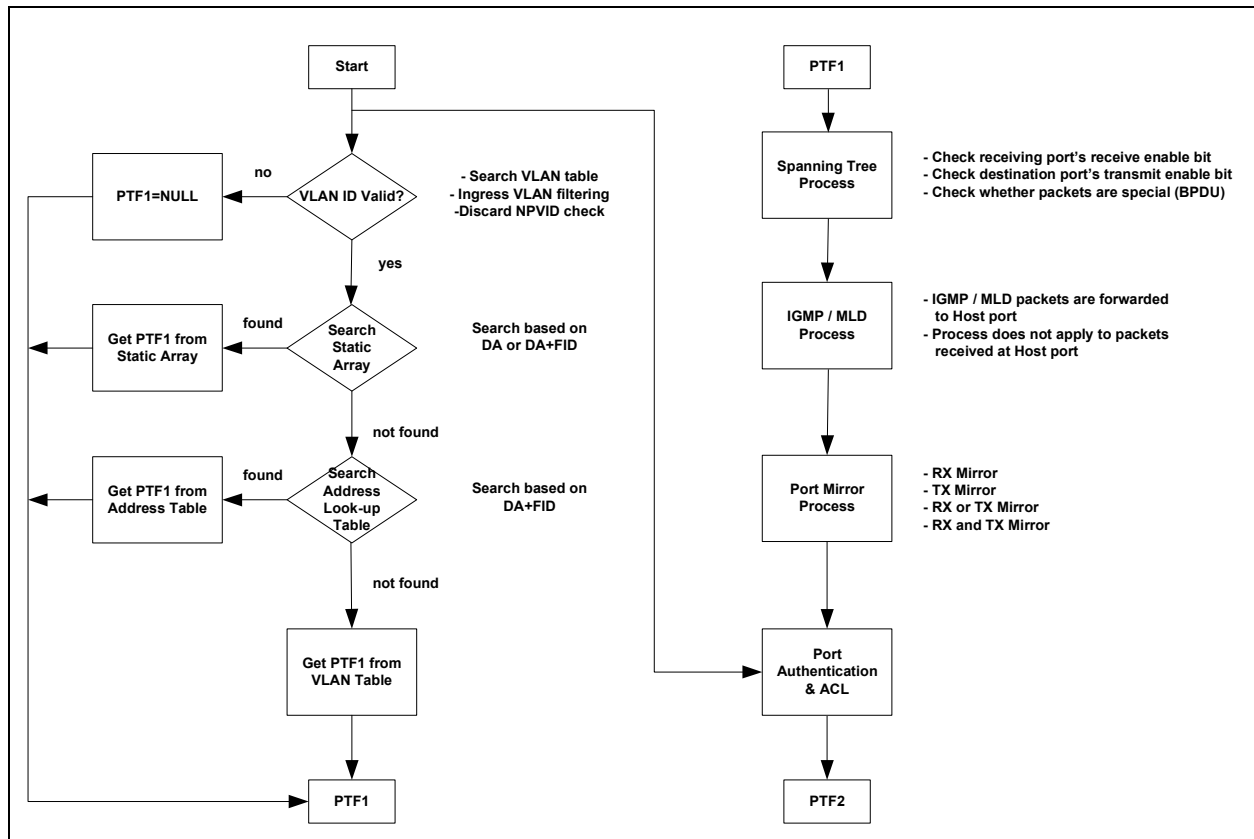 Start
no
VLAN ID Valid?
PTF1=NULL
- Search VLAN table
- Ingress VLAN filtering
-Discard NPVID check
yes
found
Get PTF1 from
Static Array
Search
Static
Array
Search based on
DA or DA+FID
not found
found
Get PTF1 from
Address Table
Search
Address
Look-up
Table
Search based on
DA+FID
not found
Get PTF1 from
VLAN Table
PTF1
PTF1
Spanning Tree
Process
- Check receiving port's receive enable bit
- Check destination port's transmit enable bit
- Check whether packets are special (BPDU)
IGMP / MLD
Process
- IGMP / MLD packets are forwarded
to Host port
- Process does not apply to packets
received at Host port
Port Mirror
Process
- RX Mirror
- TX Mirror
- RX or TX Mirror
- RX and TX Mirror
Port
Authentication
& ACL
PTF2